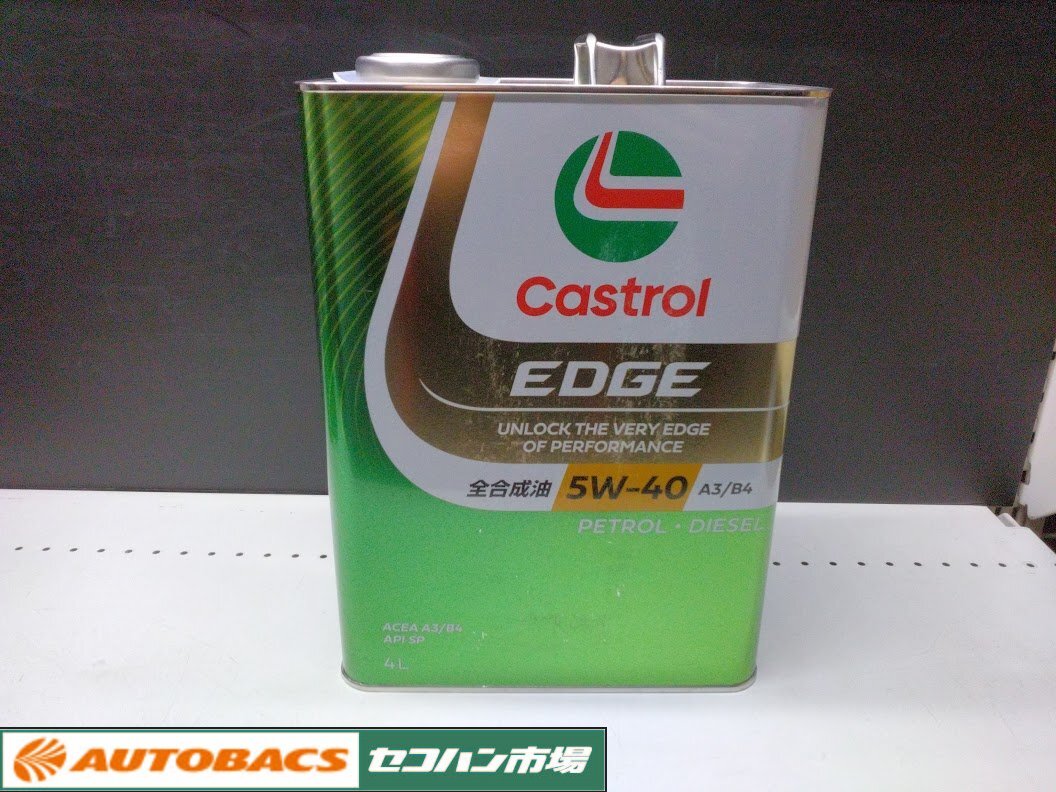 Castrol
EDGE
UNLOCK THE VERY EDGE
OF PERFORMANCE
全合成油 5W-40 A3/B4
PETROL · DIESEL
ACEA A3/B4
API SP
4L
AUTOBACS セコハン市場